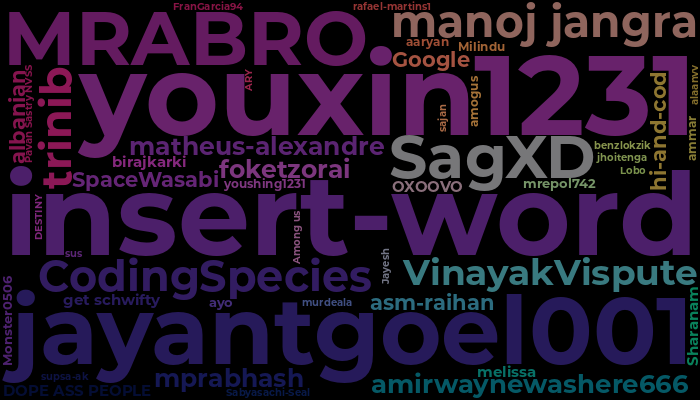 FranGarcia94
rafael-martins1
MRABRO
manoj jangra
aaryan
Milindu
Google
youxin1231
ARY
albanian
Pavan Sastry NVSS
trinib
sajan
amogus
hi-and-cod
alaanvv
ammar
matheus-alexandre
SagXD
benzlokzik
jhoitenga
Lobo
birajkarki
foketzorai
SpaceWasabi
youshing1231
OXOOVO
mrepol742
insert-word
DESTINY
Among us
sus
Jayesh
CodingSpecies
VinayakVispute
Monster0506
get schwifty
ayo
murdeala
asm-raihan
Sharanam
jayantgoel001
supsa-ak
mprabhash
melissa
DOPE ASS PEOPLE
Sabyasachi-Seal
amirwaynewashere666